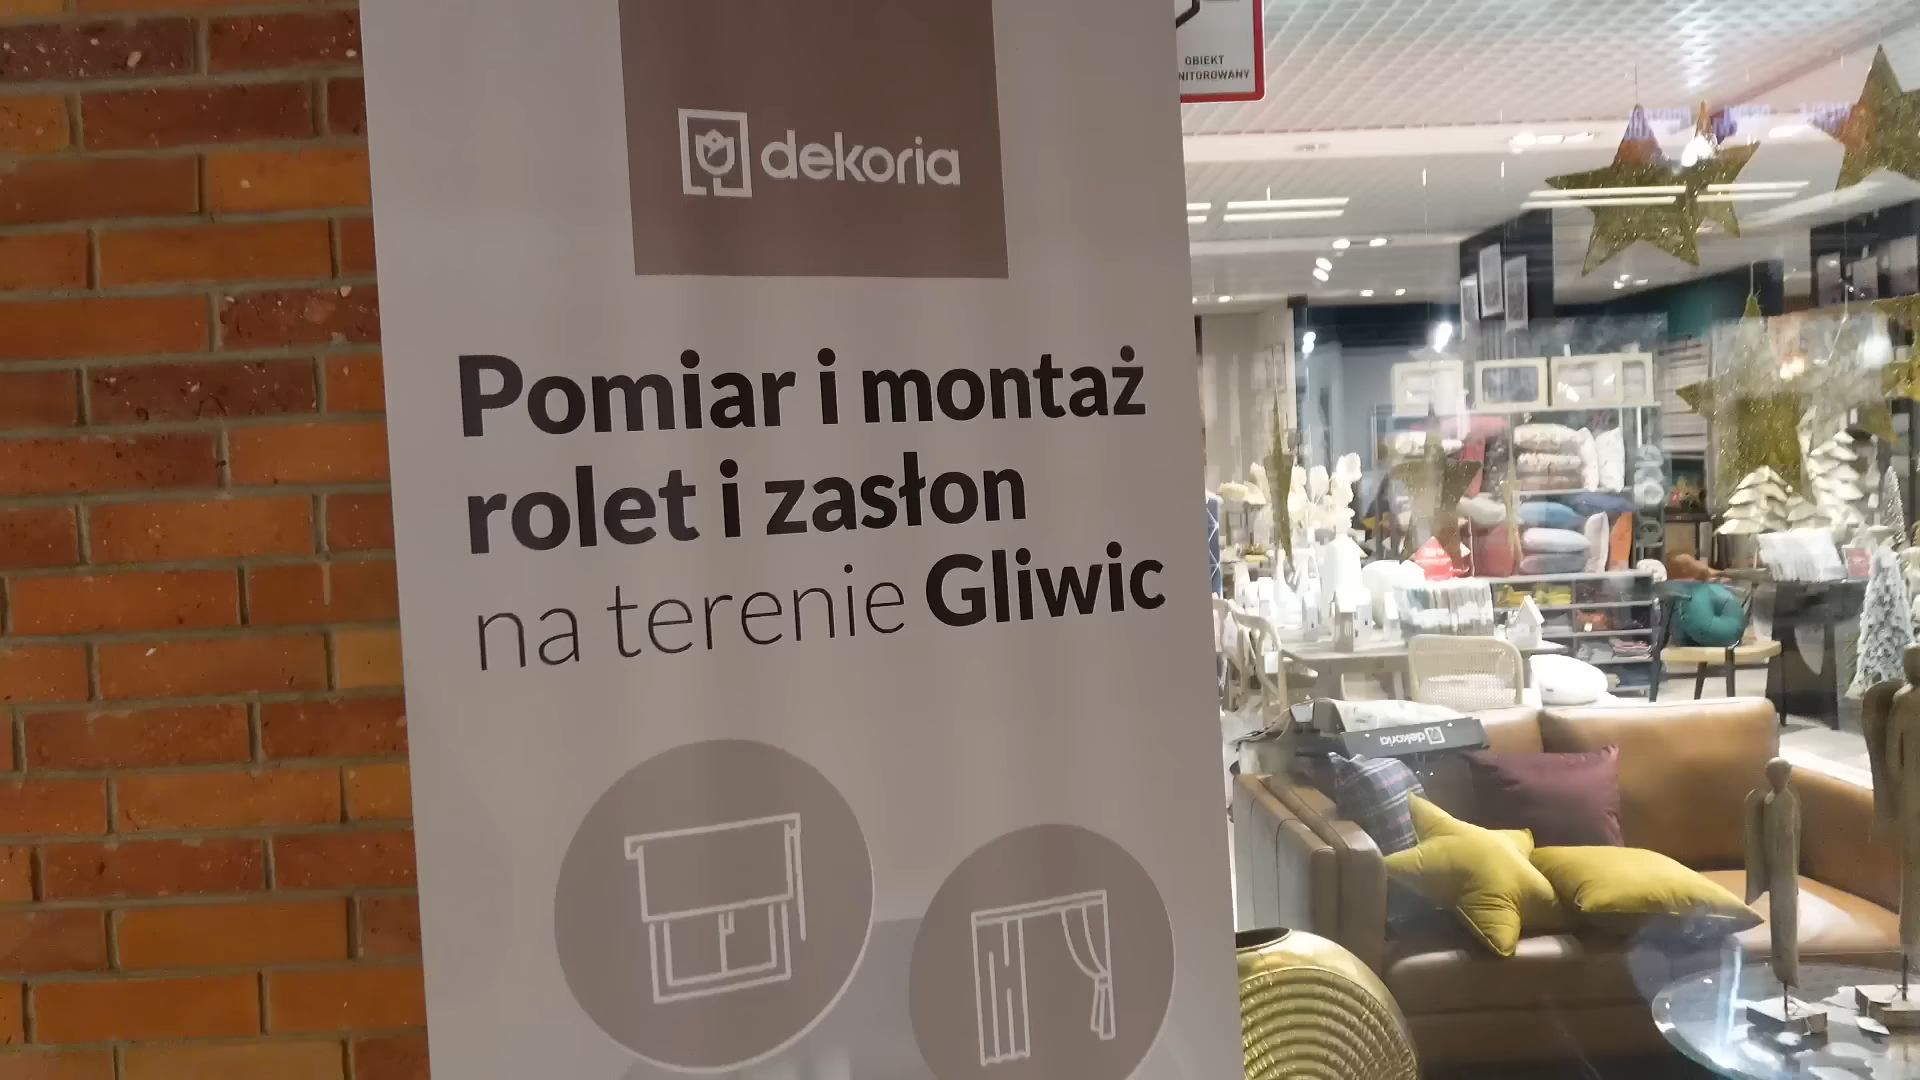 dekoria
Pomiar i montaż
rolet i zasłon
na terenie Gliwic
OBIEKT
NITOROWANY
dekoria